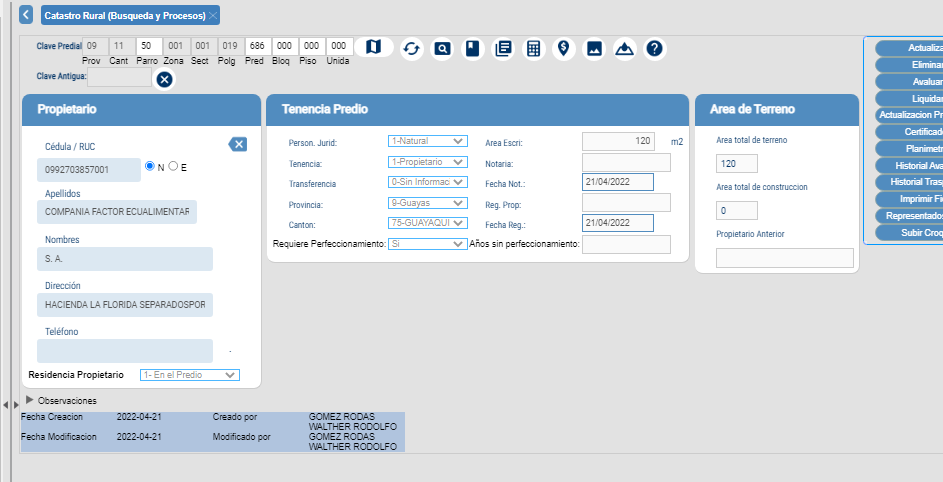 Catastro Rural (Busqueda y Procesos)
Clave Predial 09 11 50 001 001 019 686 000 000 000
Prov Cant Parro Zona Sect Polg Pred Bloq Piso Unida
Clave Antigua:
Propietario
Cédula / RUC
0992703857001 N E
Apellidos
COMPANIA FACTOR ECUALIMENTAR
Nombres
S. A.
Dirección
HACIENDA LA FLORIDA SEPARADOSPOR
Teléfono
.
Residencia Propietario 1- En el Predio
Tenencia Predio
Person. Jurid: 1-Natural Area Escri: 120 m2
Tenencia: 1-Propietario Notaria:
Transferencia 0-Sin Informac Fecha Not.: 21/04/2022
Provincia: 9-Guayas Reg. Prop:
Canton: 75-GUAYAQUI Fecha Reg.: 21/04/2022
Requiere Perfeccionamiento: Si Años sin perfeccionamiento:
Area de Terreno
Area total de terreno
120
Area total de construccion
0
Propietario Anterior
Actualiza
Eliminar
Avaluar
Liquidar
Actualizacion Pr
Certificado
Planimetr
Historial Ava
Historial Trasp
Imprimir Fi
Representados
Subir Croq
Observaciones
Fecha Creacion 2022-04-21 Creado por GOMEZ RODAS
WALTHER RODOLFO
Fecha Modificacion 2022-04-21 Modificado por GOMEZ RODAS
WALTHER RODOLFO